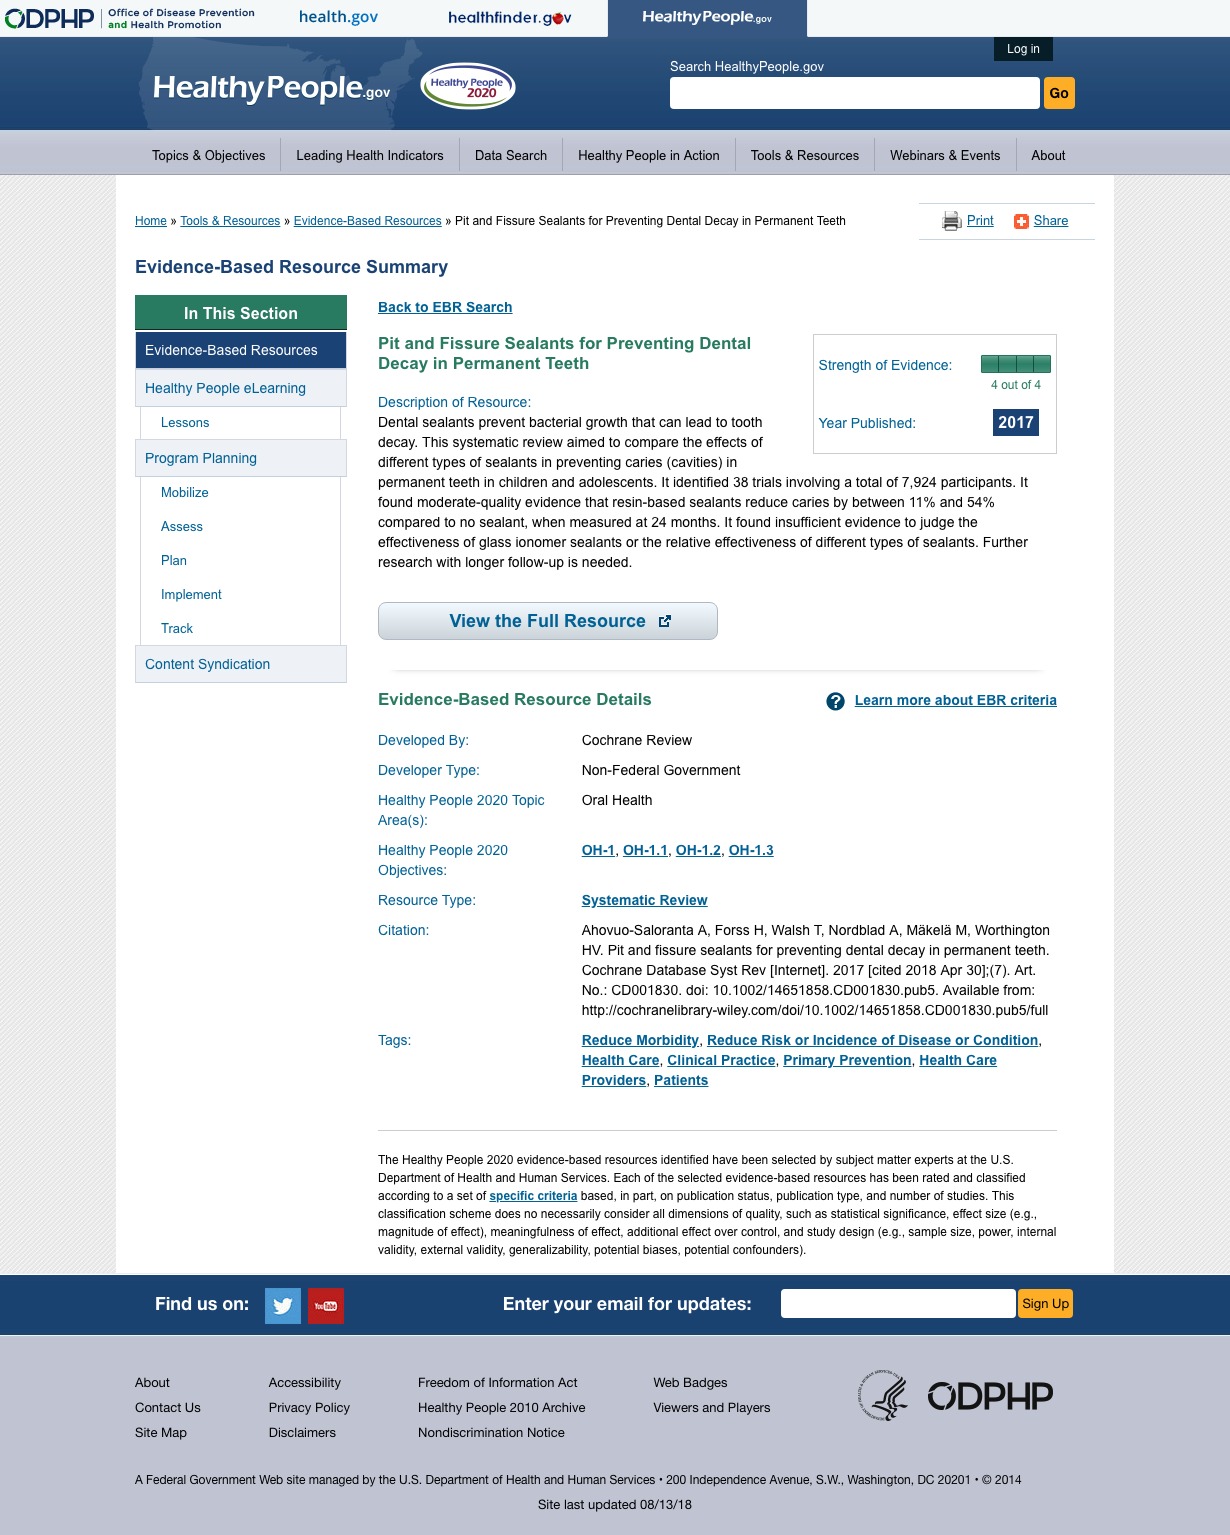 ODPHP Office of Disease Prevention and Health Promotion
health.gov
healthfinder.gov
HealthyPeople.gov
Log in
HealthyPeople.gov
Healthy People 2020
Search HealthyPeople.gov
Go
Topics & Objectives
Leading Health Indicators
Data Search
Healthy People in Action
Tools & Resources
Webinars & Events
About
Home » Tools & Resources » Evidence-Based Resources » Pit and Fissure Sealants for Preventing Dental Decay in Permanent Teeth
Print
Share
Evidence-Based Resource Summary
In This Section
Evidence-Based Resources
Healthy People eLearning
Lessons
Program Planning
Mobilize
Assess
Plan
Implement
Track
Content Syndication
Back to EBR Search
Pit and Fissure Sealants for Preventing Dental
Decay in Permanent Teeth
Strength of Evidence:
4 out of 4
Year Published:
2017
Description of Resource:
Dental sealants prevent bacterial growth that can lead to tooth
decay. This systematic review aimed to compare the effects of
different types of sealants in preventing caries (cavities) in
permanent teeth in children and adolescents. It identified 38 trials involving a total of 7,924 participants. It
found moderate-quality evidence that resin-based sealants reduce caries by between 11% and 54%
compared to no sealant, when measured at 24 months. It found insufficient evidence to judge the
effectiveness of glass ionomer sealants or the relative effectiveness of different types of sealants. Further
research with longer follow-up is needed.
View the Full Resource
Evidence-Based Resource Details
? Learn more about EBR criteria
Developed By: Cochrane Review
Developer Type: Non-Federal Government
Healthy People 2020 Topic Oral Health
Area(s):
Healthy People 2020 OH-1, OH-1.1, OH-1.2, OH-1.3
Objectives:
Resource Type: Systematic Review
Citation: Ahovuo-Saloranta A, Forss H, Walsh T, Nordblad A, Mäkelä M, Worthington
HV. Pit and fissure sealants for preventing dental decay in permanent teeth.
Cochrane Database Syst Rev [Internet]. 2017 [cited 2018 Apr 30];(7). Art.
No.: CD001830. doi: 10.1002/14651858.CD001830.pub5. Available from:
http://cochranelibrary-wiley.com/doi/10.1002/14651858.CD001830.pub5/full
Tags: Reduce Morbidity, Reduce Risk or Incidence of Disease or Condition,
Health Care, Clinical Practice, Primary Prevention, Health Care
Providers, Patients
The Healthy People 2020 evidence-based resources identified have been selected by subject matter experts at the U.S.
Department of Health and Human Services. Each of the selected evidence-based resources has been rated and classified
according to a set of specific criteria based, in part, on publication status, publication type, and number of studies. This
classification scheme does no necessarily consider all dimensions of quality, such as statistical significance, effect size (e.g.,
magnitude of effect), meaningfulness of effect, additional effect over control, and study design (e.g., sample size, power, internal
validity, external validity, generalizability, potential biases, potential confounders).
Find us on:
You Tube
Enter your email for updates:
Sign Up
About
Contact Us
Site Map
Accessibility
Privacy Policy
Disclaimers
Freedom of Information Act
Healthy People 2010 Archive
Nondiscrimination Notice
Web Badges
Viewers and Players
ODPHP
A Federal Government Web site managed by the U.S. Department of Health and Human Services • 200 Independence Avenue, S.W., Washington, DC 20201 • © 2014
Site last updated 08/13/18